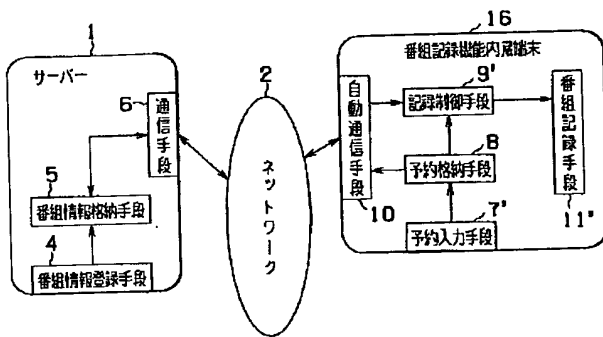 1
サーバー
6
通信手段
5
番組情報格納手段
4
番組情報登録手段
2
ネットワーク
16
番組記録機能内蔵端末
自動通信手段
10
9'
記録制御手段
8
予約格納手段
7'
予約入力手段
番組記録手段
11'